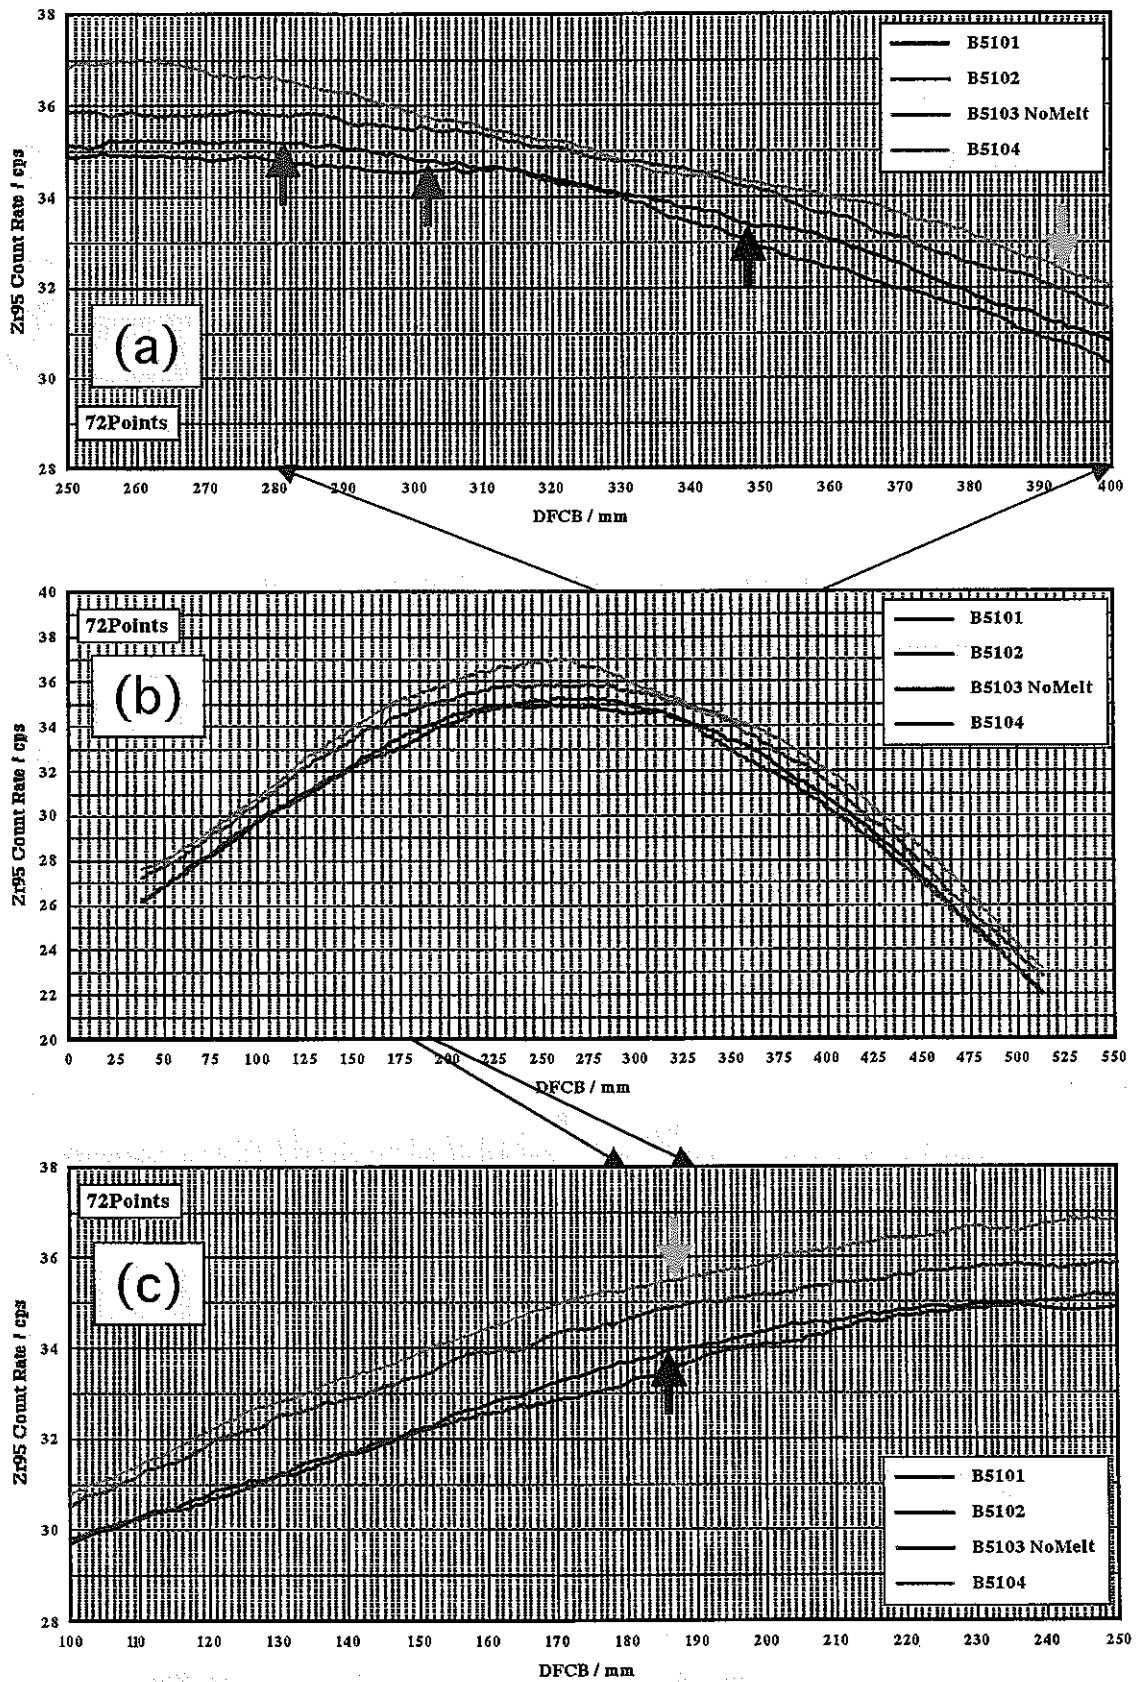 38
36
34
32
30
28
Zr95 Count Rate / cps
B5101
B5102
B5103 NoMelt
B5104
(a)
72Points
250 260 270 280 290 300 310 320 330 340 350 360 370 380 390 400
DFCB / mm
40
39
38
37
36
35
34
32
30
28
26
24
22
20
Zr95 Count Rate / cps
72Points
(b)
B5101
B5102
B5103 NoMelt
B5104
0 25 50 75 100 125 150 175 200 225 250 275 300 325 350 375 400 425 450 475 500 525 550
DFCB / mm
38
36
34
32
30
28
Zr95 Count Rate / cps
72Points
(c)
B5101
B5102
B5103 NoMelt
B5104
100 110 120 130 140 150 160 170 180 190 200 210 220 230 240 250
DFCB / mm